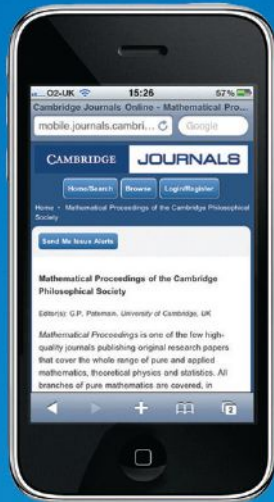 O2-UK 15:26 57%
Cambridge Journals Online - Mathematical Pro...
mobile.journals.cambri... Google
CAMBRIDGE JOURNALS
Home/Search Browse Login/Register
Home • Mathematical Proceedings of the Cambridge Philosophical
Society
Send Me Issue Alerts
Mathematical Proceedings of the Cambridge
Philosophical Society
Editor(s): G.P. Paternain, University of Cambridge, UK
Mathematical Proceedings is one of the few high-
quality journals publishing original research papers
that cover the whole range of pure and applied
mathematics, theoretical physics and statistics. All
branches of pure mathematics are covered, in
2